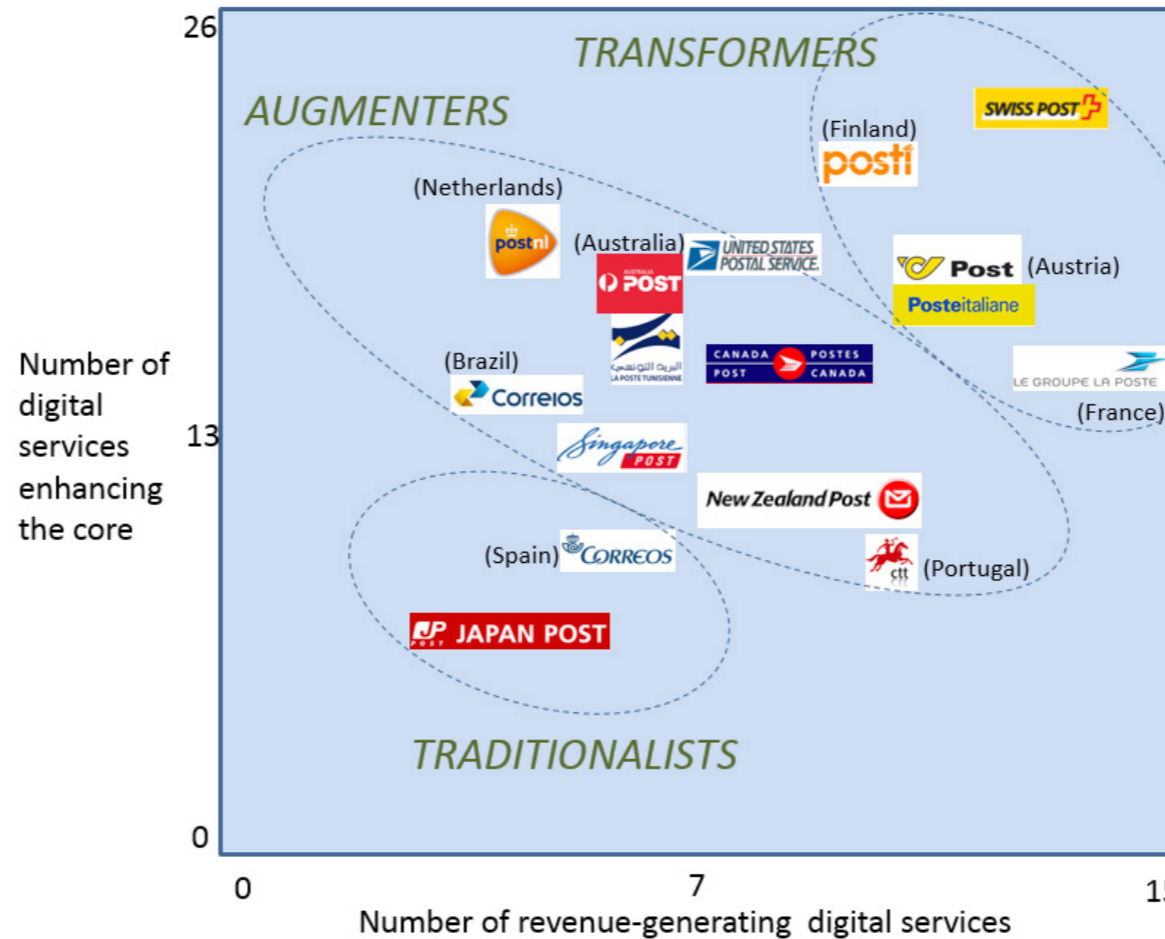 26
TRANSFORMERS
AUGMENTERS
SWISS POST
(Finland)
posti
(Netherlands)
postnl
(Australia)
AUSTRALIA
POST
UNITED STATES
POSTAL SERVICE.
Post (Austria)
Posteitaliane
البريد التونسي
LA POSTE TUNISIENNE
CANADA POSTES
POST CANADA
LE GROUPE LA POSTE
(France)
(Brazil)
Correios
Number of
digital
services
enhancing
the core
13
Singapore
POST
New Zealand Post
(Spain) CORREOS
ctt (Portugal)
JP
POST
JAPAN POST
TRADITIONALISTS
0
0
7
15
Number of revenue-generating digital services